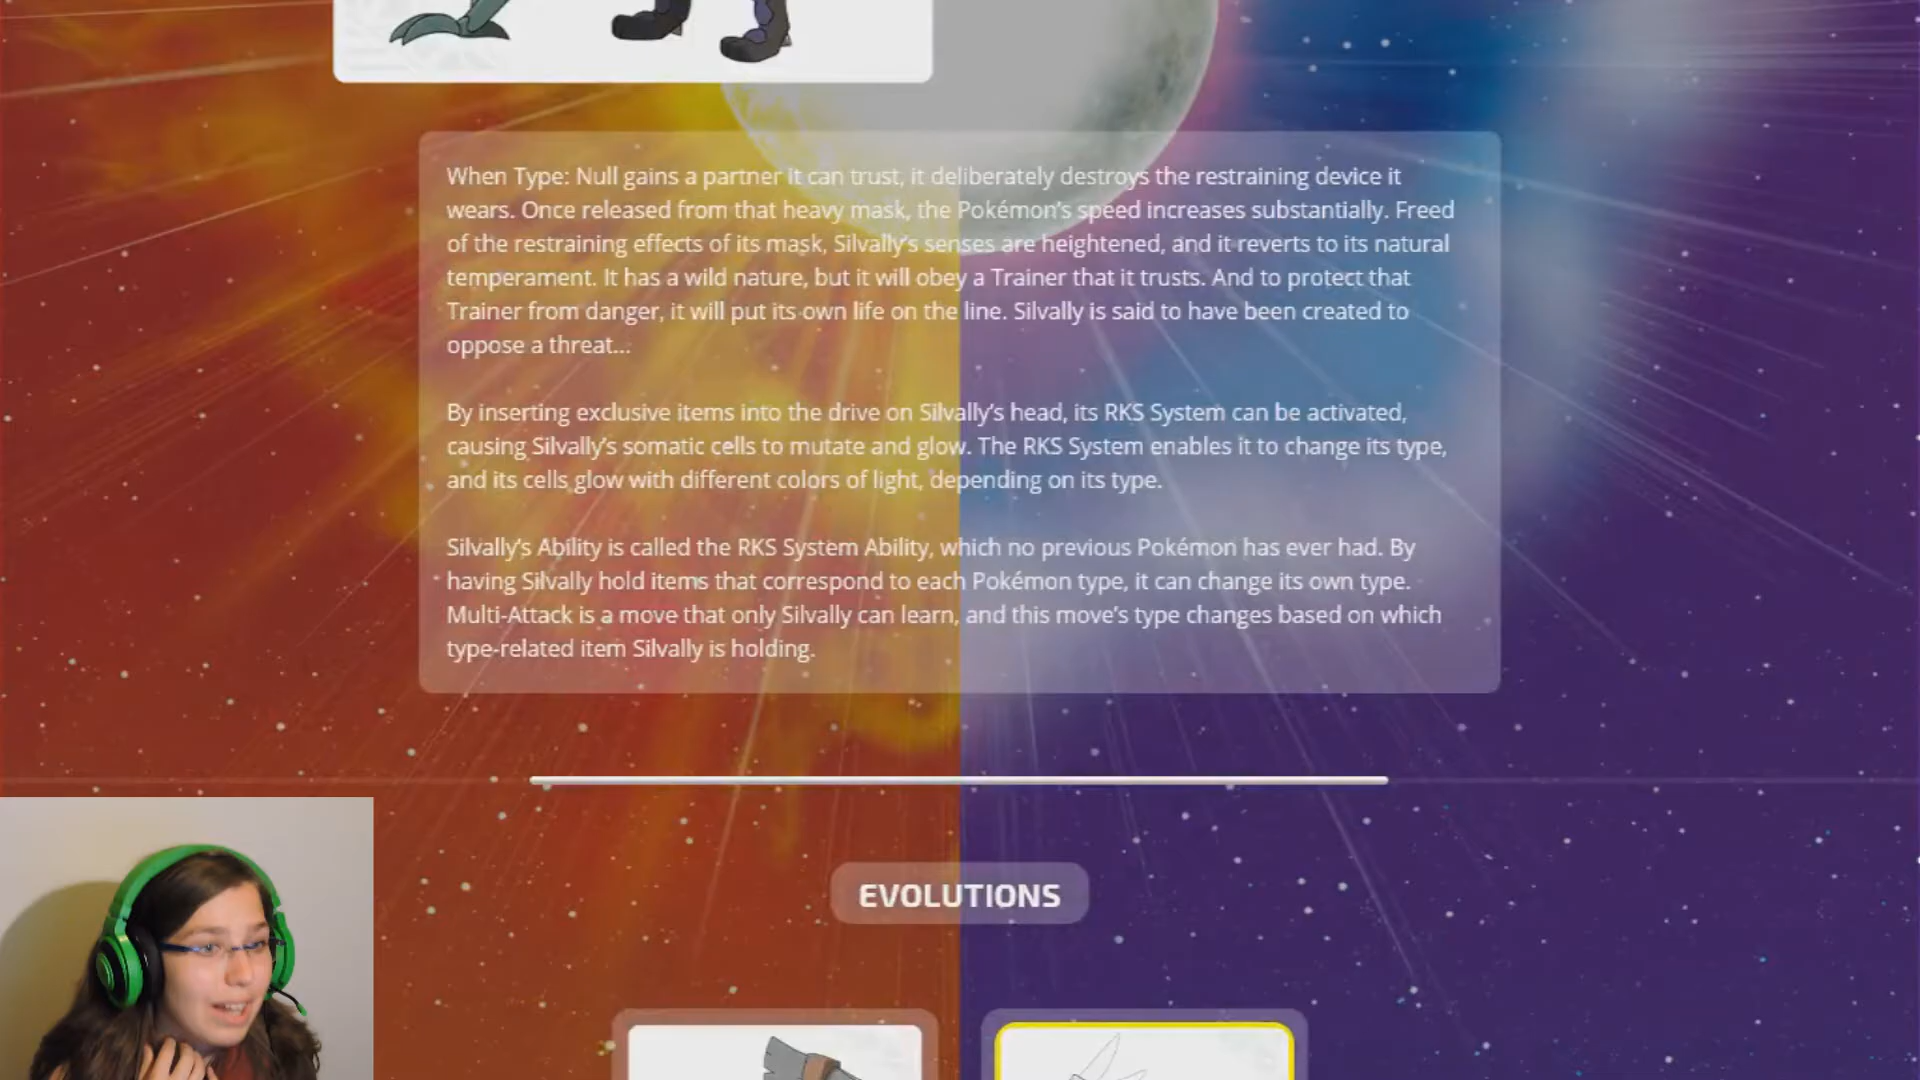 When Type: Null gains a partner it can trust, it deliberately destroys the restraining device it
wears. Once released from that heavy mask, the Pokémon's speed increases substantially. Freed
of the restraining effects of its mask, Silvally's senses are heightened, and it reverts to its natural
temperament. It has a wild nature, but it will obey a Trainer that it trusts. And to protect that
Trainer from danger, it will put its own life on the line. Silvally is said to have been created to
oppose a threat...
By inserting exclusive items into the drive on Silvally's head, its RKS System can be activated,
causing Silvally's somatic cells to mutate and glow. The RKS System enables it to change its type,
and its cells glow with different colors of light, depending on its type.
Silvally's Ability is called the RKS System Ability, which no previous Pokémon has ever had. By
having Silvally hold items that correspond to each Pokémon type, it can change its own type.
Multi-Attack is a move that only Silvally can learn, and this move's type changes based on which
type-related item Silvally is holding.
EVOLUTIONS